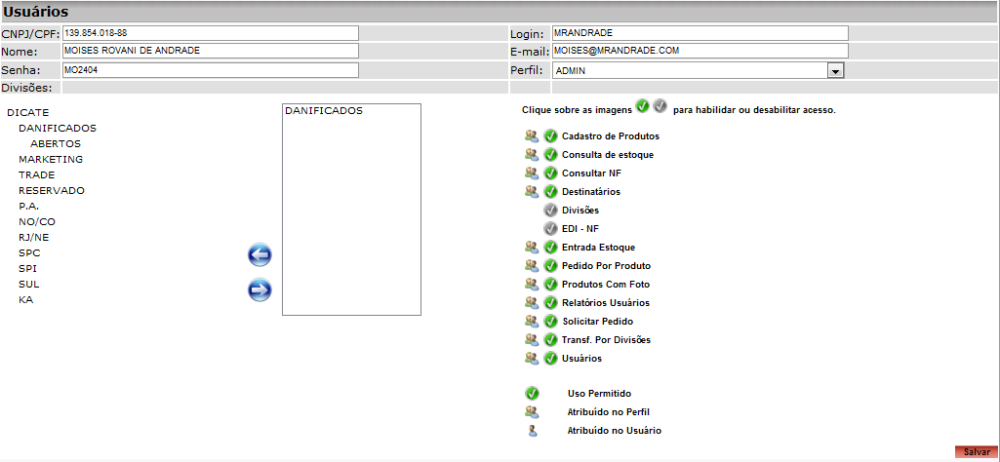 Usuários
CNPJ/CPF: 139.854.018-88 Login: MRANDRADE
Nome: MOISES ROVANI DE ANDRADE E-mail: MOISES@MRANDRADE.COM
Senha: MO2404 Perfil: ADMIN
Divisões:
DICATE
DANIFICADOS
ABERTOS
MARKETING
TRADE
RESERVADO
P.A.
NO/CO
RJ/NE
SPC
SPI
SUL
KA
DANIFICADOS
Clique sobre as imagens para habilidar ou desabilitar acesso.
Cadastro de Produtos
Consulta de estoque
Consultar NF
Destinatários
Divisões
EDI - NF
Entrada Estoque
Pedido Por Produto
Produtos Com Foto
Relatórios Usuários
Solicitar Pedido
Transf. Por Divisões
Usuários
Uso Permitido
Atribuído no Perfil
Atribuído no Usuário
Salvar